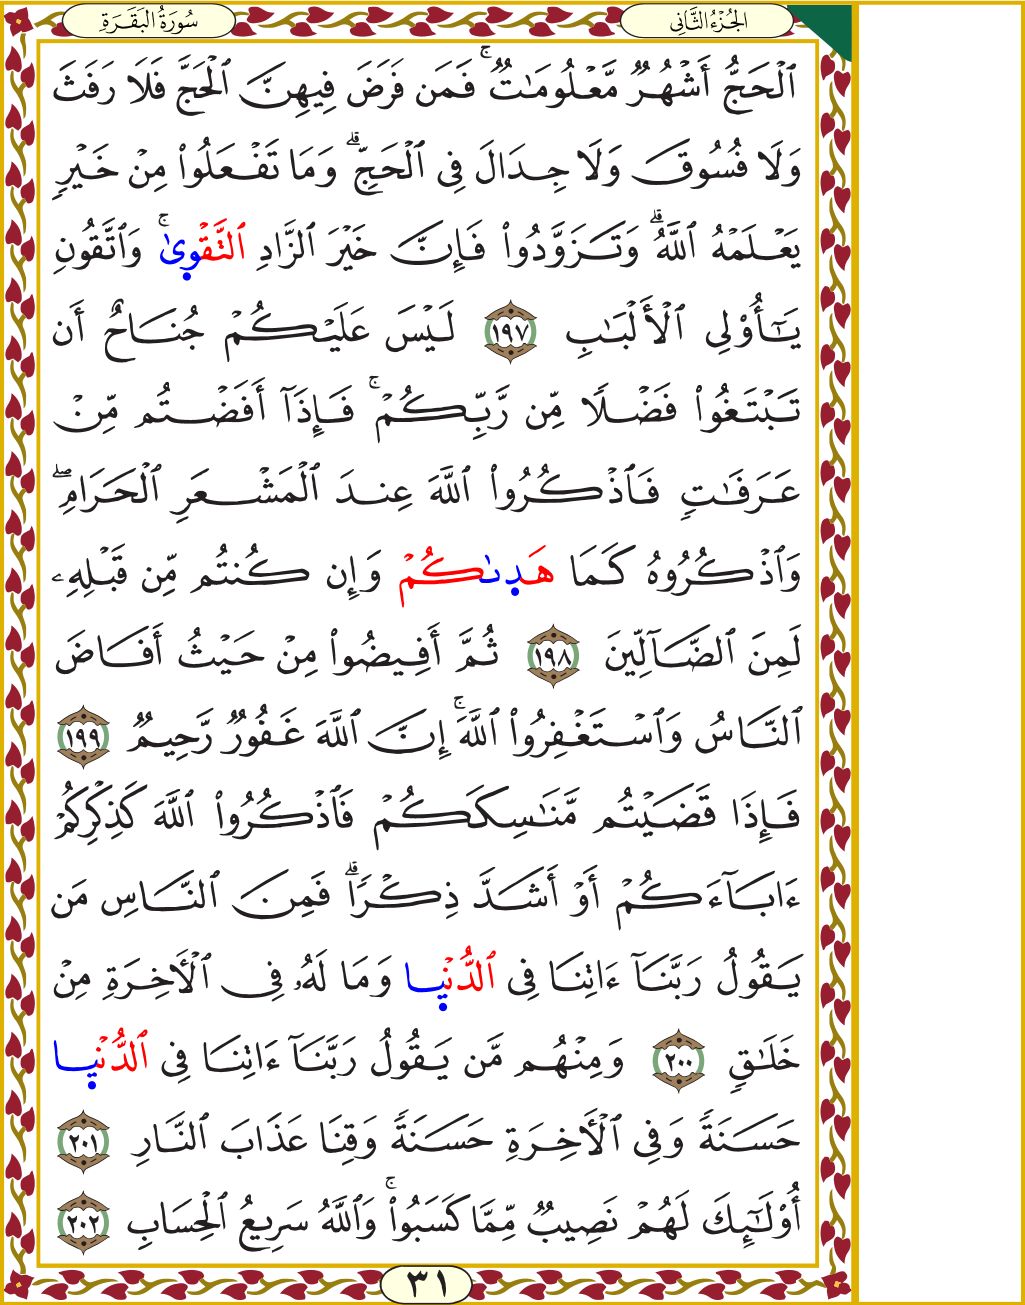 سُورَةُ البَقَرَةِ
الجُزْءُ الثَّانِي
ٱلْحَجُّ أَشْهُرٌ مَّعْلُومَٰتٌ ۚ فَمَن فَرَضَ فِيهِنَّ ٱلْحَجَّ فَلَا رَفَثَ
وَلَا فُسُوقَ وَلَا جِدَالَ فِى ٱلْحَجِّ ۗ وَمَا تَفْعَلُوا۟ مِنْ خَيْرٍ
يَعْلَمْهُ ٱللَّهُ ۗ وَتَزَوَّدُوا۟ فَإِنَّ خَيْرَ ٱلزَّادِ ٱلتَّقْوىٰ ۚ وَٱتَّقُونِ
يَٰٓأُو۟لِى ٱلْأَلْبَٰبِ ١٩٧ لَيْسَ عَلَيْكُمْ جُنَاحٌ أَن
تَبْتَغُوا۟ فَضْلًا مِّن رَّبِّكُمْ ۚ فَإِذَآ أَفَضْتُم مِّنْ
عَرَفَٰتٍ فَٱذْكُرُوا۟ ٱللَّهَ عِندَ ٱلْمَشْعَرِ ٱلْحَرَامِ ۖ
وَٱذْكُرُوهُ كَمَا هَدٜىٰكُمْ وَإِن كُنتُم مِّن قَبْلِهِۦ
لَمِنَ ٱلضَّآلِّينَ ١٩٨ ثُمَّ أَفِيضُوا۟ مِنْ حَيْثُ أَفَاضَ
ٱلنَّاسُ وَٱسْتَغْفِرُوا۟ ٱللَّهَ ۚ إِنَّ ٱللَّهَ غَفُورٌ رَّحِيمٌ ١٩٩
فَإِذَا قَضَيْتُم مَّنَٰسِكَكُمْ فَٱذْكُرُوا۟ ٱللَّهَ كَذِكْرِكُمْ
ءَابَآءَكُمْ أَوْ أَشَدَّ ذِكْرًا ۗ فَمِنَ ٱلنَّاسِ مَن
يَقُولُ رَبَّنَآ ءَاتِنَا فِى ٱلدُّنْيٜا وَمَا لَهُۥ فِى ٱلْأَخِرَةِ مِنْ
خَلَٰقٍ ٢٠٠ وَمِنْهُم مَّن يَقُولُ رَبَّنَآ ءَاتِنَا فِى ٱلدُّنْيٜا
حَسَنَةً وَفِى ٱلْأَخِرَةِ حَسَنَةً وَقِنَا عَذَابَ ٱلنَّارِ ٢٠١
أُو۟لَٰٓئِكَ لَهُمْ نَصِيبٌ مِّمَّا كَسَبُوا۟ ۚ وَٱللَّهُ سَرِيعُ ٱلْحِسَابِ ٢٠٢
٣١